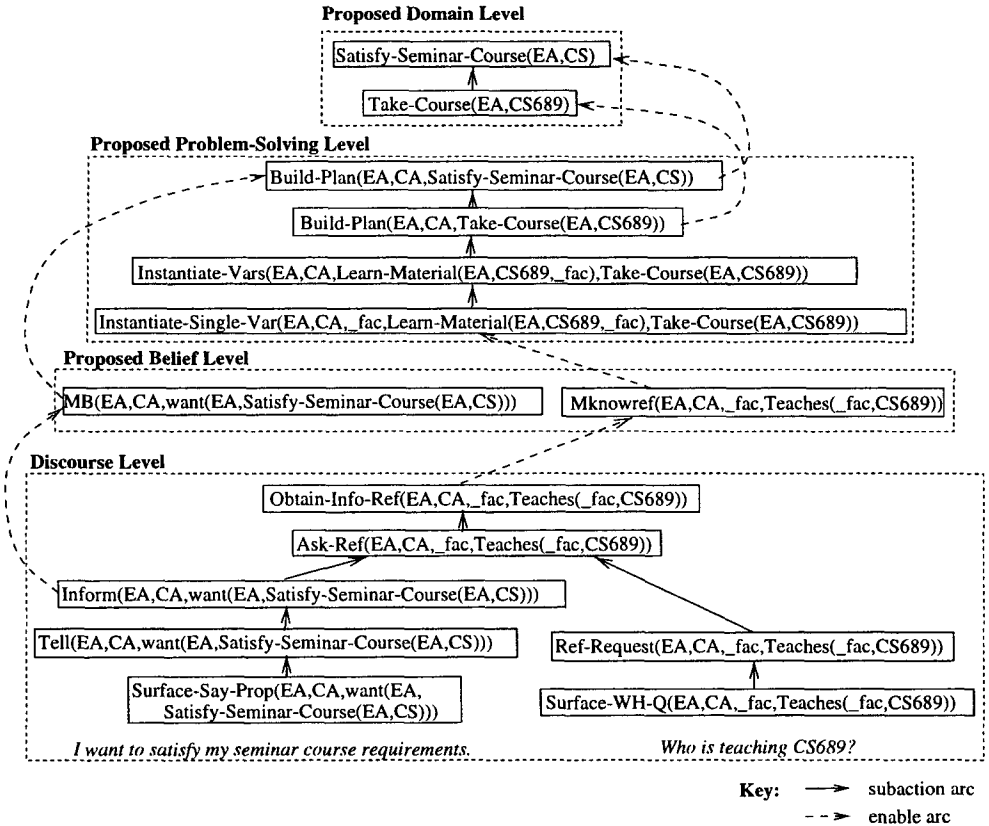 Proposed Domain Level
Satisfy-Seminar-Course(EA,CS)
Take-Course(EA,CS689)
Proposed Problem-Solving Level
Build-Plan(EA,CA,Satisfy-Seminar-Course(EA,CS))
Build-Plan(EA,CA,Take-Course(EA,CS689))
Instantiate-Vars(EA,CA,Learn-Material(EA,CS689,_fac),Take-Course(EA,CS689))
Instantiate-Single-Var(EA,CA,_fac,Learn-Material(EA,CS689,_fac),Take-Course(EA,CS689))
Proposed Belief Level
MB(EA,CA,want(EA,Satisfy-Seminar-Course(EA,CS)))
Mknowref(EA,CA,_fac,Teaches(_fac,CS689))
Discourse Level
Obtain-Info-Ref(EA,CA,_fac,Teaches(_fac,CS689))
Ask-Ref(EA,CA,_fac,Teaches(_fac,CS689))
Inform(EA,CA,want(EA,Satisfy-Seminar-Course(EA,CS)))
Tell(EA,CA,want(EA,Satisfy-Seminar-Course(EA,CS)))
Ref-Request(EA,CA,_fac,Teaches(_fac,CS689))
Surface-Say-Prop(EA,CA,want(EA,
Satisfy-Seminar-Course(EA,CS)))
Surface-WH-Q(EA,CA,_fac,Teaches(_fac,CS689))
I want to satisfy my seminar course requirements.
Who is teaching CS689?
Key:
subaction arc
enable arc